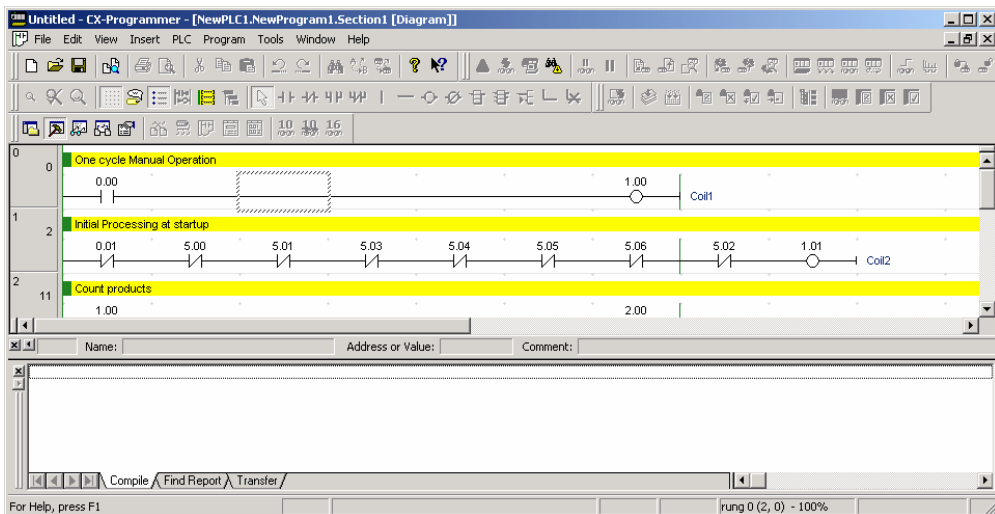 Untitled - CX-Programmer - [NewPLC1.NewProgram1.Section1 [Diagram]]
File Edit View Insert PLC Program Tools Window Help
10 10 16
0 0 One cycle Manual Operation
0.00 1.00
Coil1
1 2 Initial Processing at startup
0.01 5.00 5.01 5.03 5.04 5.05 5.06 5.02 1.01
Coil2
2 11 Count products
1.00 2.00
Name: Address or Value: Comment:
Compile Find Report Transfer
For Help, press F1 rung 0 (2, 0) - 100%